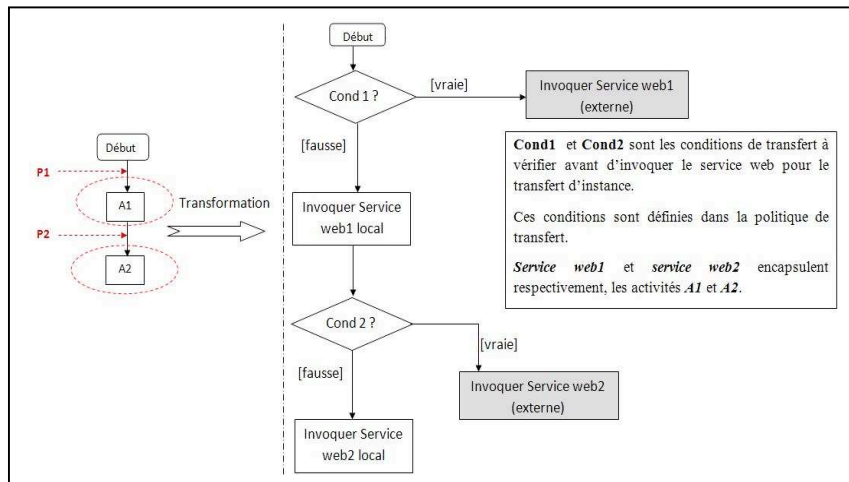 Début
P1
A1
P2
A2
Transformation
Début
Cond 1 ?
[vraie]
Invoquer Service web1
(externe)
[fausse]
Invoquer Service
web1 local
Cond1 et Cond2 sont les conditions de transfert à
vérifier avant d'invoquer le service web pour le
transfert d'instance.
Ces conditions sont définies dans la politique de
transfert.
Service web1 et service web2 encapsulent
respectivement, les activités A1 et A2.
Cond 2 ?
[vraie]
Invoquer Service web2
(externe)
[fausse]
Invoquer Service
web2 local